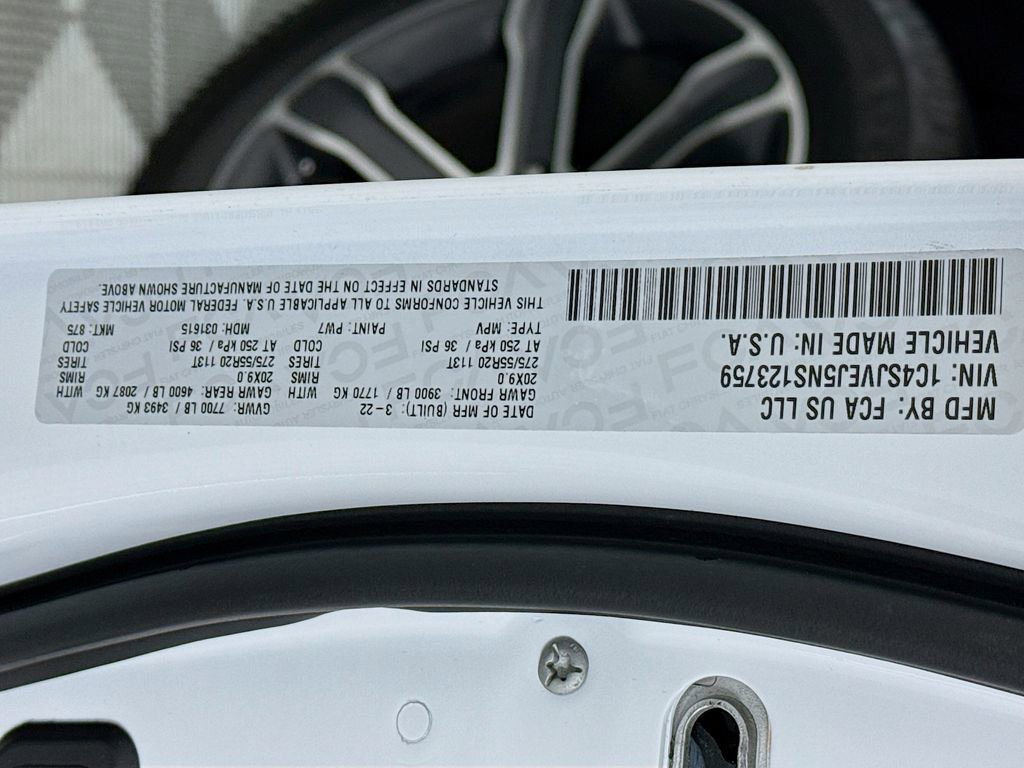 MFD BY: FCA US LLC
VIN: 1C4SJVEJ5NS123759
VEHICLE MADE IN: U.S.A.
DATE OF MFR (BUILT): 3-22
GVWR: 7700 LB / 3493 KG
GAWR FRONT: 3900 LB / 1770 KG WITH
GAWR REAR: 4600 LB / 2087 KG WITH
20X9.0 RIMS
20X9.0 RIMS
275/55R20 113T TIRES
275/55R20 113T TIRES
AT 250 kPa / 36 PSI COLD
AT 250 kPa / 36 PSI COLD
TYPE: MPV PAINT: PW7 MDH: 031615 MKT: 875
THIS VEHICLE CONFORMS TO ALL APPLICABLE U.S.A. FEDERAL MOTOR VEHICLE SAFETY
STANDARDS IN EFFECT ON THE DATE OF MANUFACTURE SHOWN ABOVE.